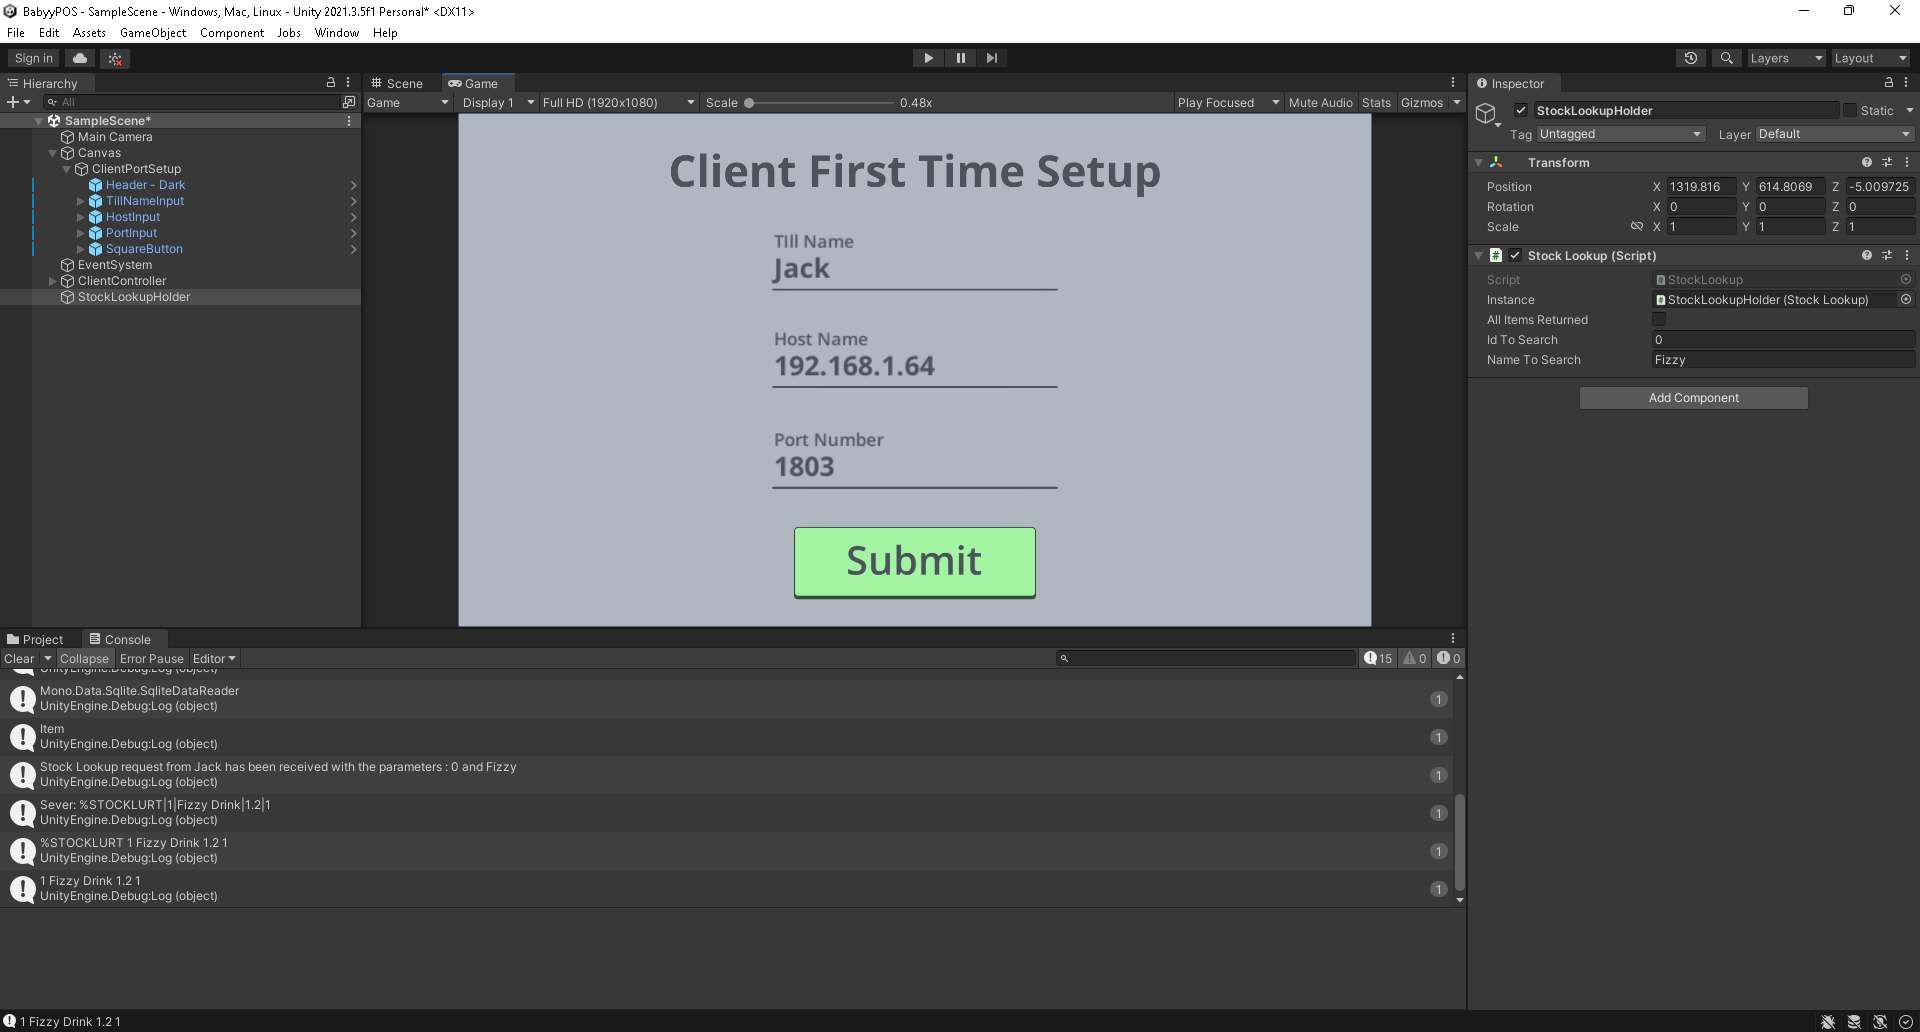 BabyyPOS - SampleScene - Windows, Mac, Linux - Unity 2021.3.5f1 Personal* <DX11>
File Edit Assets GameObject Component Jobs Window Help
Sign in
Layers
Layout
Hierarchy
All
SampleScene*
Main Camera
Canvas
ClientPortSetup
Header - Dark
TillNameInput
HostInput
PortInput
SquareButton
EventSystem
ClientController
StockLookupHolder
Scene Game
Game Display 1 Full HD (1920x1080) Scale 0.48x Play Focused Mute Audio Stats Gizmos
Client First Time Setup
TIll Name
Jack
Host Name
192.168.1.64
Port Number
1803
Submit
Inspector
StockLookupHolder Static
Tag Untagged Layer Default
Transform
Position X 1319.816 Y 614.8069 Z -5.009725
Rotation X 0 Y 0 Z 0
Scale X 1 Y 1 Z 1
# Stock Lookup (Script)
Script # StockLookup
Instance # StockLookupHolder (Stock Lookup)
All Items Returned
Id To Search 0
Name To Search Fizzy
Add Component
Project Console
Clear Collapse Error Pause Editor 15 0 0
UnityEngine.Debug:Log (object)
Mono.Data.Sqlite.SqliteDataReader
UnityEngine.Debug:Log (object)
1
Item
UnityEngine.Debug:Log (object)
1
Stock Lookup request from Jack has been received with the parameters : 0 and Fizzy
UnityEngine.Debug:Log (object)
1
Sever: %STOCKLURT|1|Fizzy Drink|1.2|1
UnityEngine.Debug:Log (object)
1
%STOCKLURT 1 Fizzy Drink 1.2 1
UnityEngine.Debug:Log (object)
1
1 Fizzy Drink 1.2 1
UnityEngine.Debug:Log (object)
1
1 Fizzy Drink 1.2 1